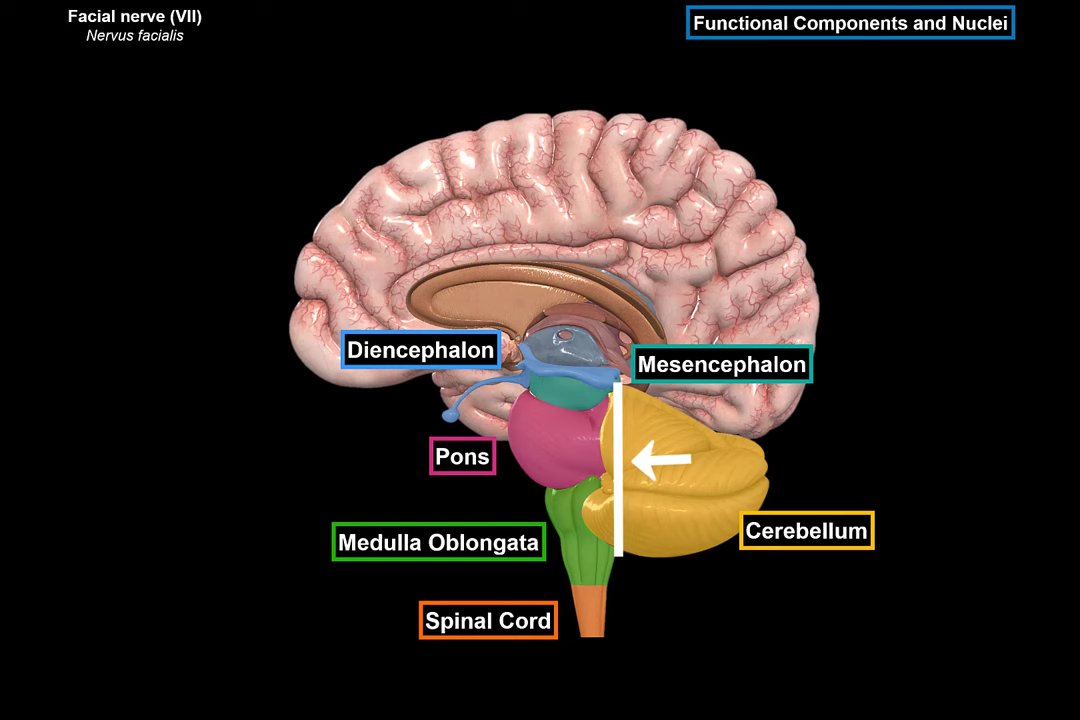 Facial nerve (VII)
Nervus facialis
Functional Components and Nuclei
Diencephalon
Mesencephalon
Pons
Cerebellum
Medulla Oblongata
Spinal Cord